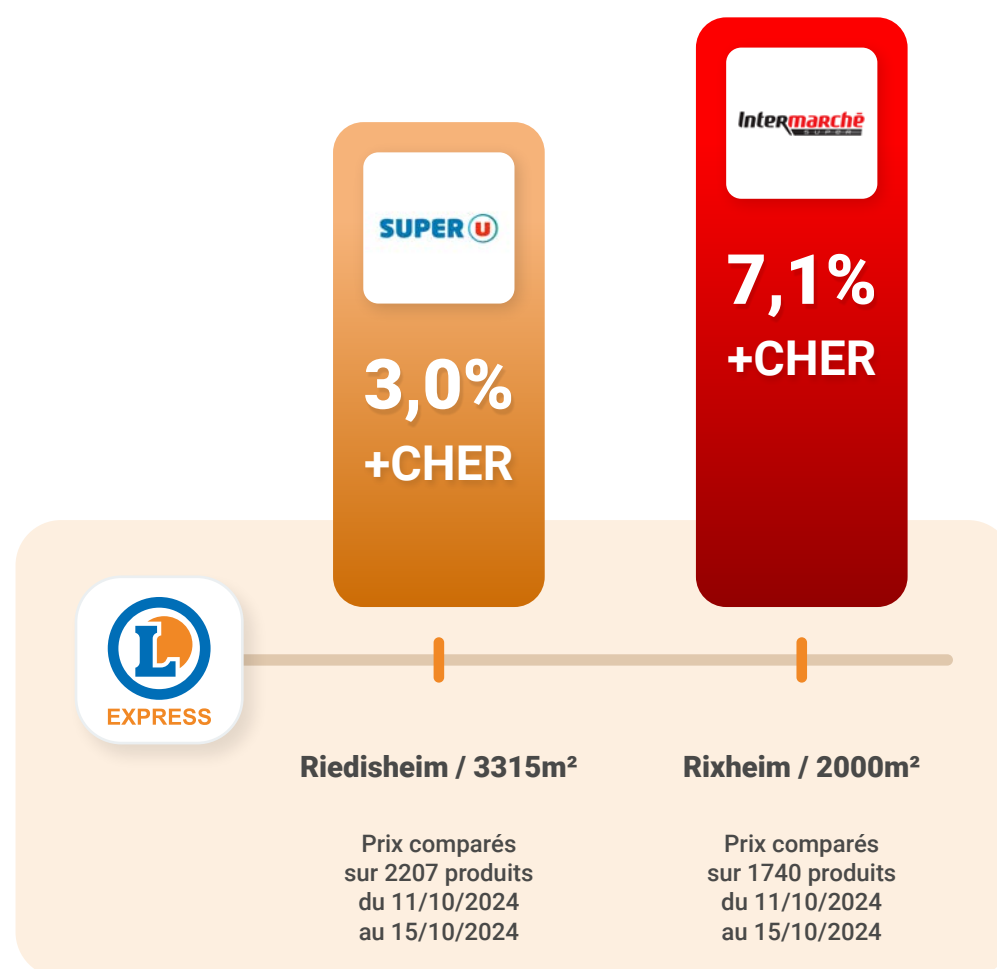 SUPER U
3,0%
+CHER
Intermarchē
SUPER
7,1%
+CHER
L
EXPRESS
Riedisheim / 3315m²
Prix comparés
sur 2207 produits
du 11/10/2024
au 15/10/2024
Rixheim / 2000m²
Prix comparés
sur 1740 produits
du 11/10/2024
au 15/10/2024